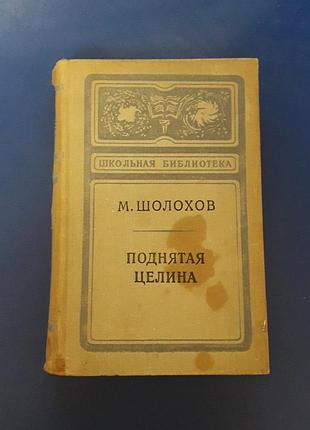 ШКОЛЬНАЯ БИБЛИОТЕКА
М. ШОЛОХОВ
ПОДНЯТАЯ
ЦЕЛИНА